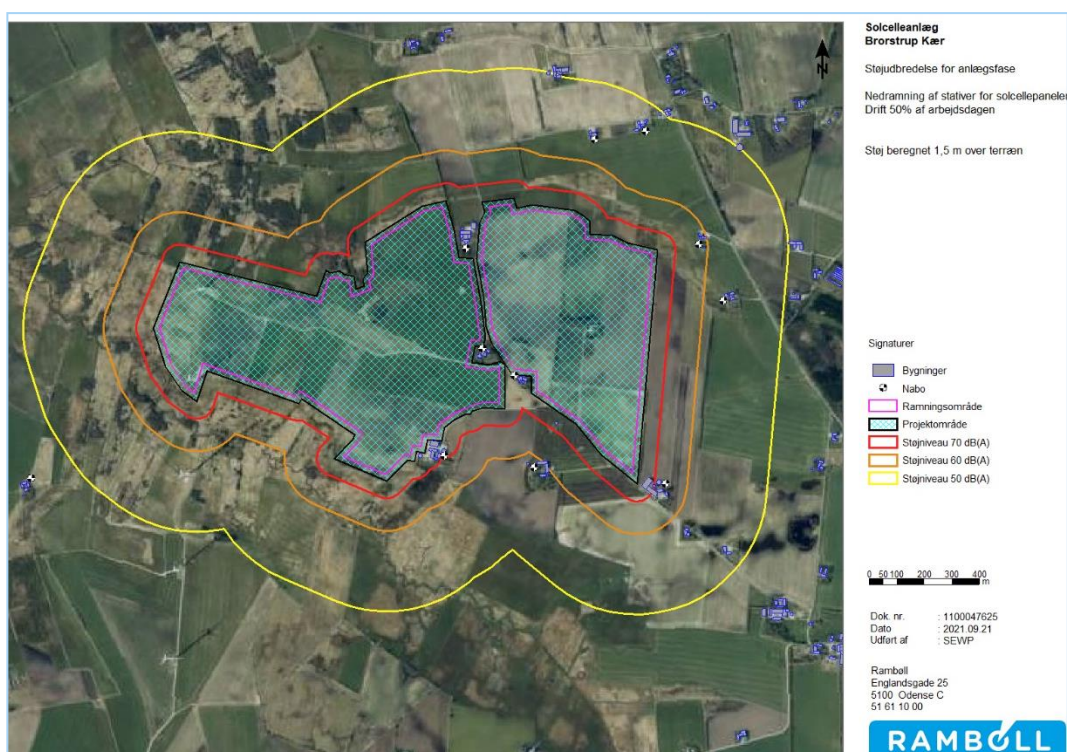 Solcelleanlæg
Brorstrup Kær
Støjudbredelse for anlægsfase
Nedramning af stativer for solcellepaneler
Drift 50% af arbejdsdagen
Støj beregnet 1,5 m over terræn
N
Signaturer
Bygninger
Nabo
Ramningsområde
Projektområde
Støjniveau 70 dB(A)
Støjniveau 60 dB(A)
Støjniveau 50 dB(A)
0 50 100 200 300 400
m
Dok. nr. : 1100047625
Dato : 2021.09.21
Udført af : SEWP
Rambøll
Englandsgade 25
5100 Odense C
51 61 10 00
RAMBOLL